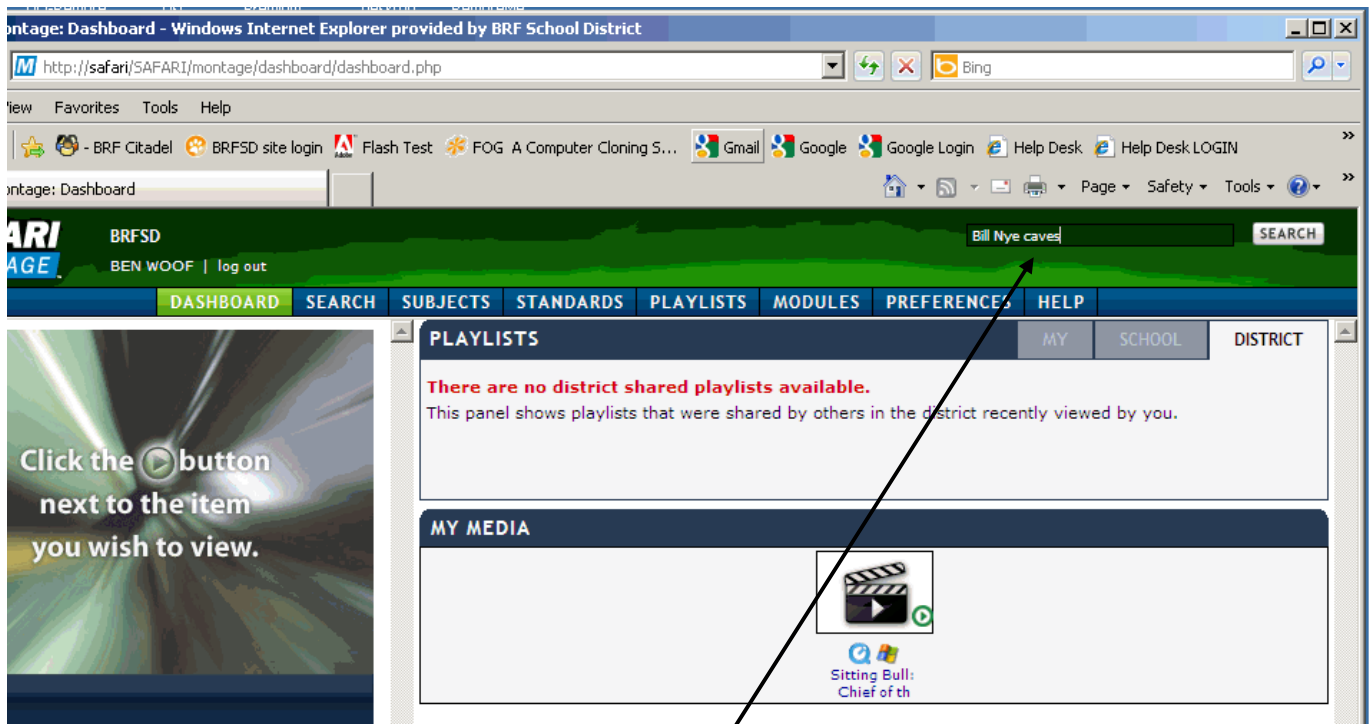 ontage: Dashboard - Windows Internet Explorer provided by BRF School District
http://safari/SAFARI/montage/dashboard/dashboard.php
Bing
View Favorites Tools Help
- BRF Citadel BRFSD site login Flash Test FOG A Computer Cloning S... Gmail Google Google Login Help Desk Help Desk LOGIN »
ontage: Dashboard
Page Safety Tools »
ARI BRFSD
Bill Nye caves SEARCH
AGE BEN WOOF | log out
DASHBOARD SEARCH SUBJECTS STANDARDS PLAYLISTS MODULES PREFERENCES HELP
PLAYLISTS MY SCHOOL DISTRICT
There are no district shared playlists available.
This panel shows playlists that were shared by others in the district recently viewed by you.
Click the button
next to the item
you wish to view.
MY MEDIA
Sitting Bull:
Chief of th